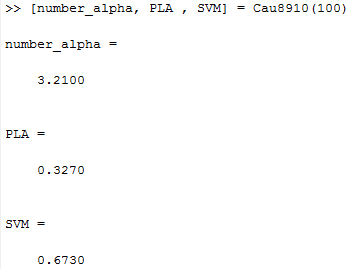 >> [number_alpha, PLA , SVM] = Cau8910(100)
number_alpha =
3.2100
PLA =
0.3270
SVM =
0.6730